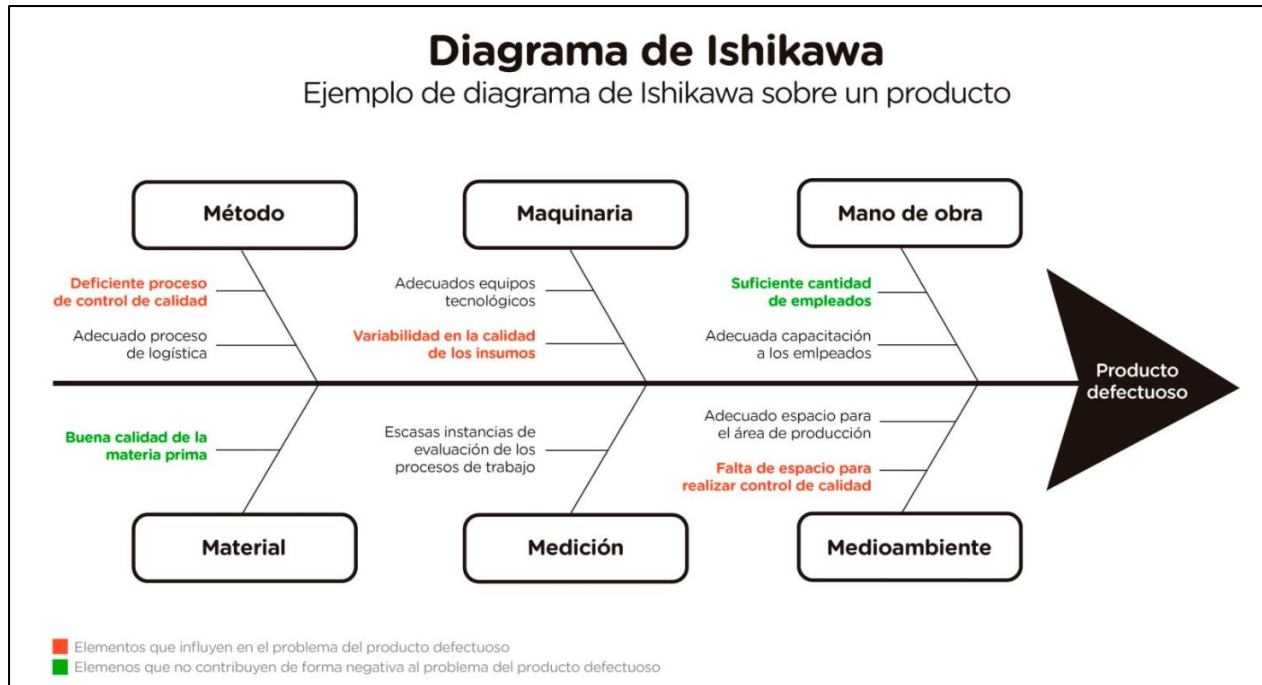 Diagrama de Ishikawa
Ejemplo de diagrama de Ishikawa sobre un producto
Método
Maquinaria
Mano de obra
Deficiente proceso
de control de calidad
Adecuado proceso
de logística
Adecuados equipos
tecnológicos
Variabilidad en la calidad
de los insumos
Suficiente cantidad
de empleados
Adecuada capacitación
a los emlpeados
Producto
defectuoso
Buena calidad de la
materia prima
Escasas instancias de
evaluación de los
procesos de trabajo
Adecuado espacio para
el área de producción
Falta de espacio para
realizar control de calidad
Material
Medición
Medioambiente
Elementos que influyen en el problema del producto defectuoso
Elemenos que no contribuyen de forma negativa al problema del producto defectuoso